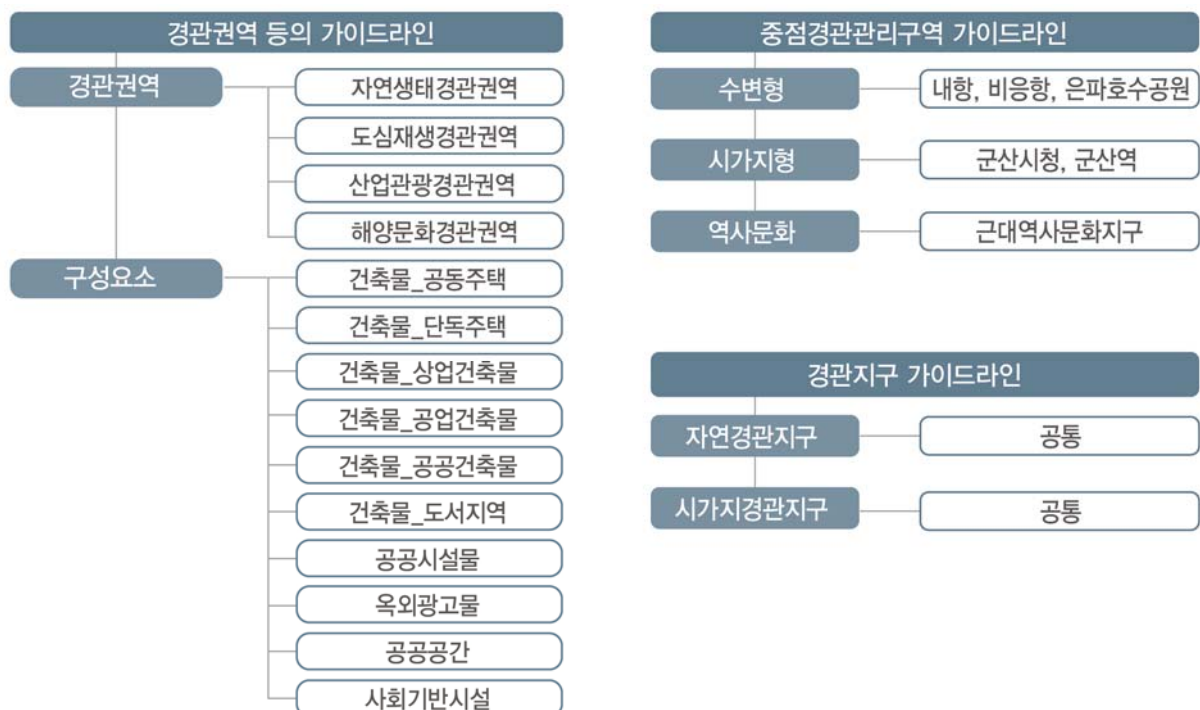 경관권역 등의 가이드라인
경관권역
자연생태경관권역
도심재생경관권역
산업관광경관권역
해양문화경관권역
구성요소
건축물_공동주택
건축물_단독주택
건축물_상업건축물
건축물_공업건축물
건축물_공공건축물
건축물_도서지역
공공시설물
옥외광고물
공공공간
사회기반시설
중점경관관리구역 가이드라인
수변형
내항, 비응항, 은파호수공원
시가지형
군산시청, 군산역
역사문화
근대역사문화지구
경관지구 가이드라인
자연경관지구
공통
시가지경관지구
공통